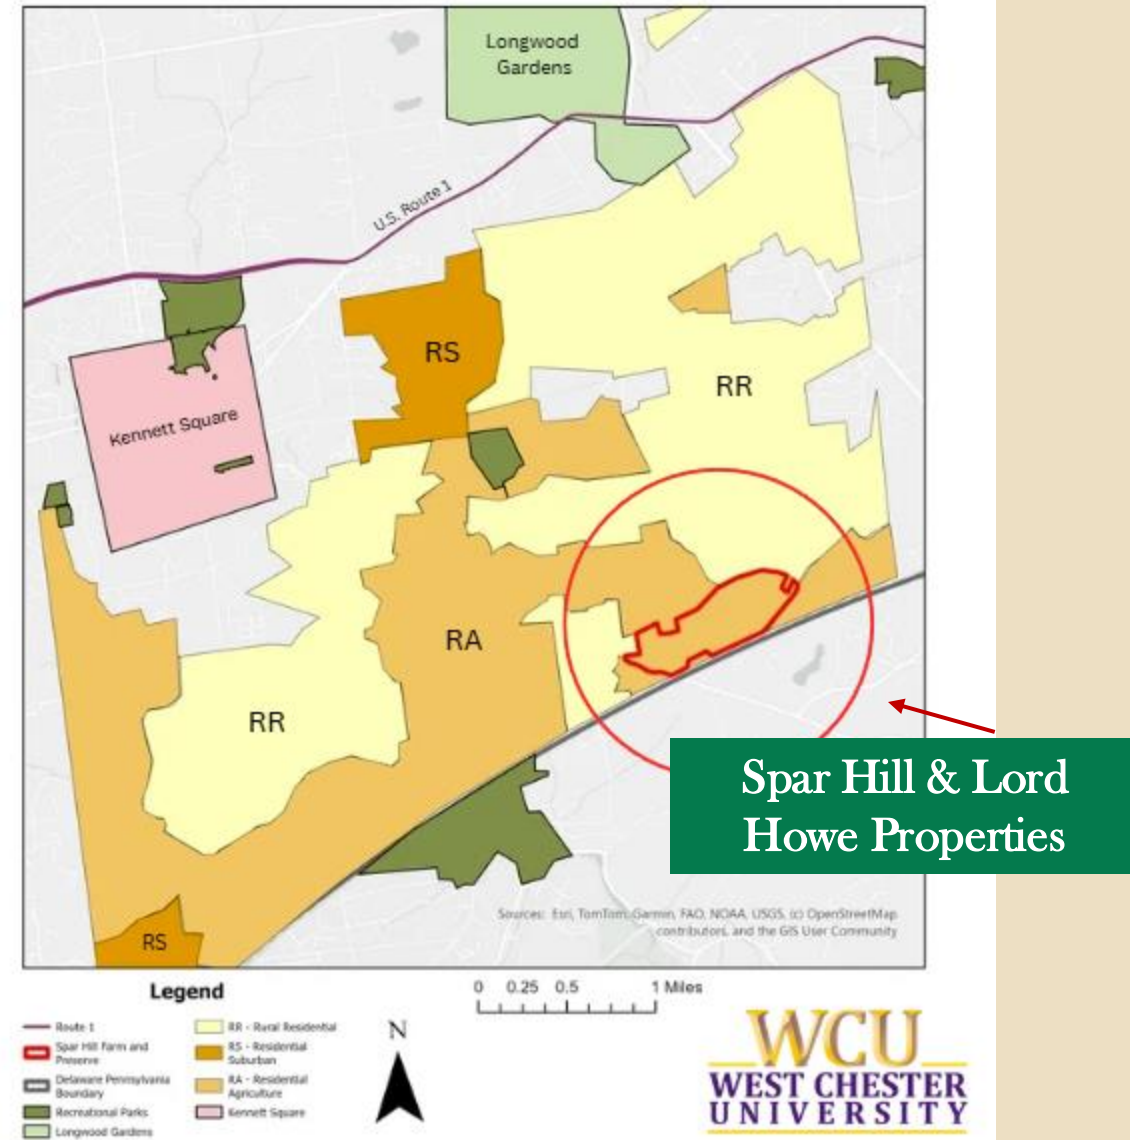 Longwood
Gardens
U.S. Route 1
RS
RR
Kennett Square
RA
RR
Spar Hill & Lord
Howe Properties
RS
Sources: Esri, TomTom, Garmin, FAO, NOAA, USGS, (c) OpenStreetMap
contributors, and the GIS User Community
Legend
Route 1
Spar Hill Farm and
Preserve
Delaware Pennsylvania
Boundary
Recreational Parks
Longwood Gardens
RR - Rural Residential
RS - Residential
Suburban
RA - Residential
Agriculture
Kennett Square
0 0.25 0.5 1 Miles
N
WCU
WEST CHESTER
UNIVERSITY